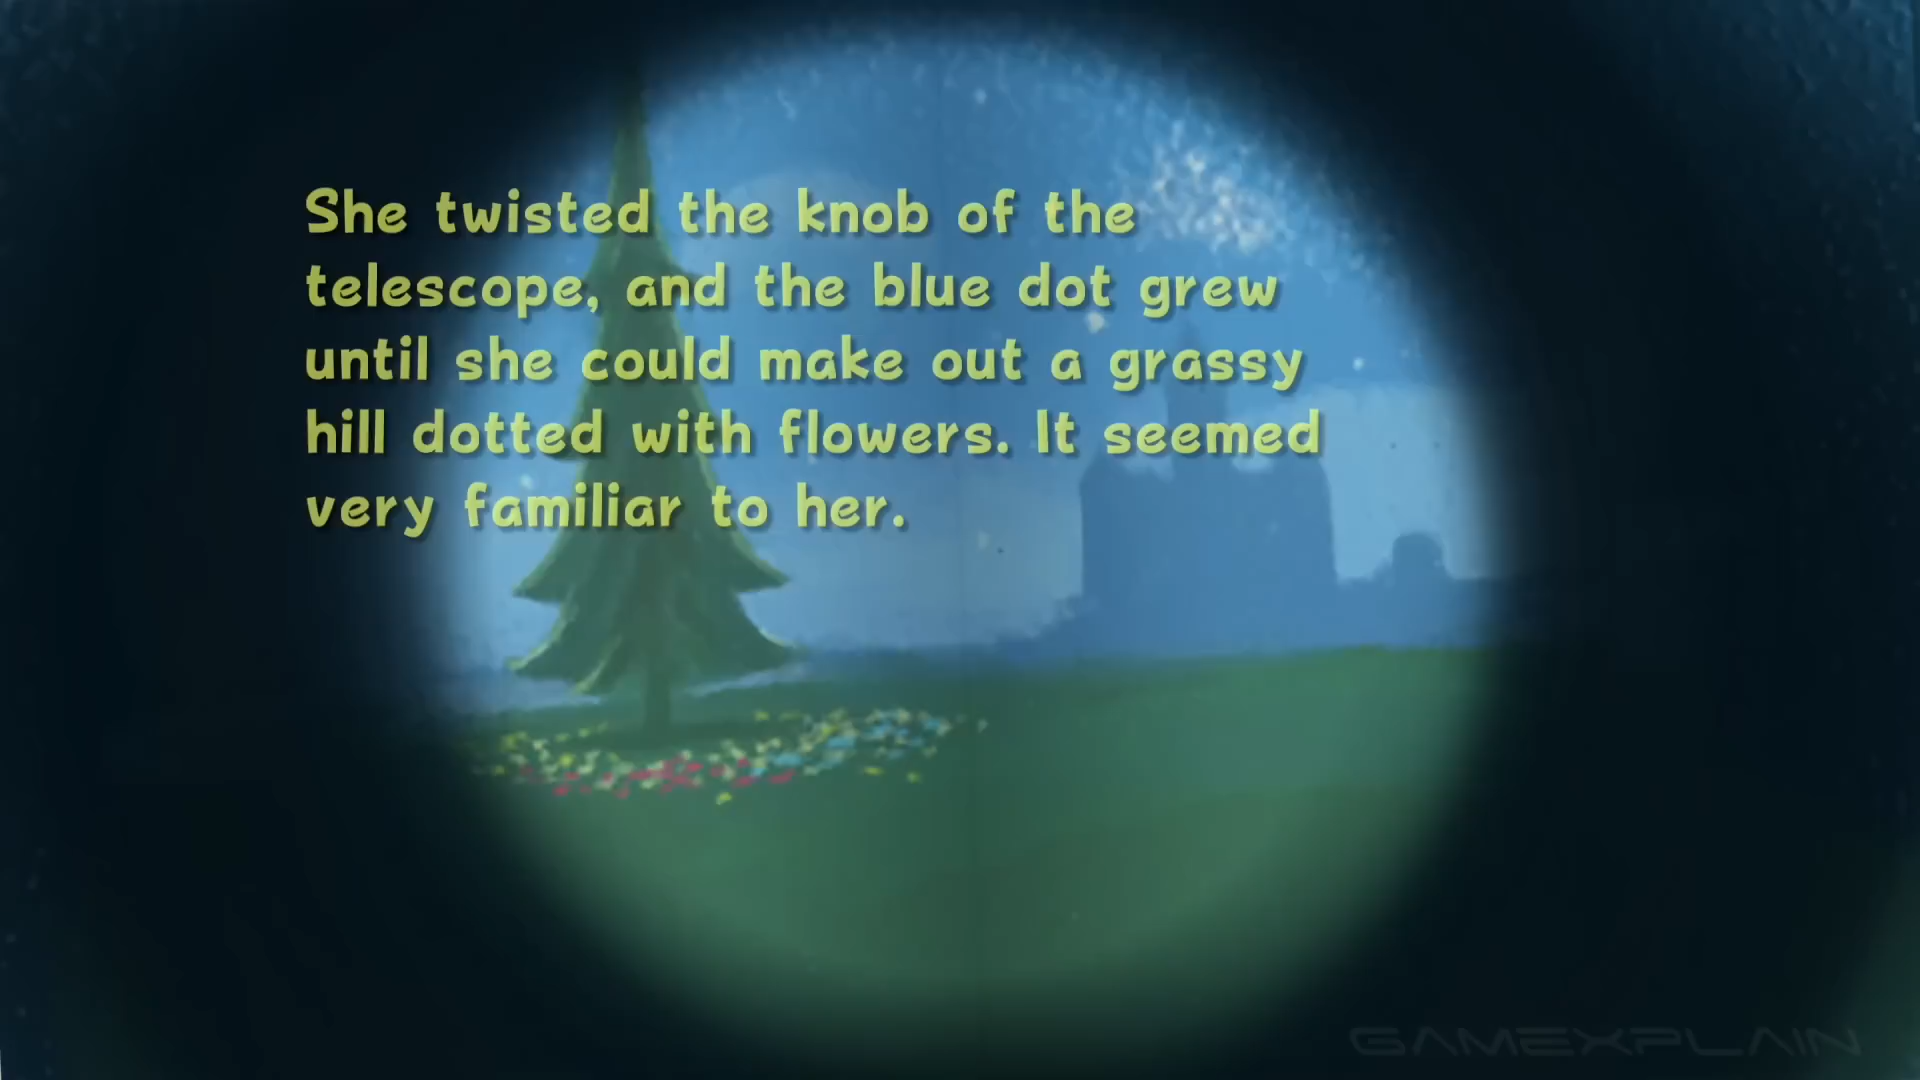 She twisted the knob of the
telescope, and the blue dot grew
until she could make out a grassy
hill dotted with flowers. It seemed
very familiar to her.
GAMEXPLAIN